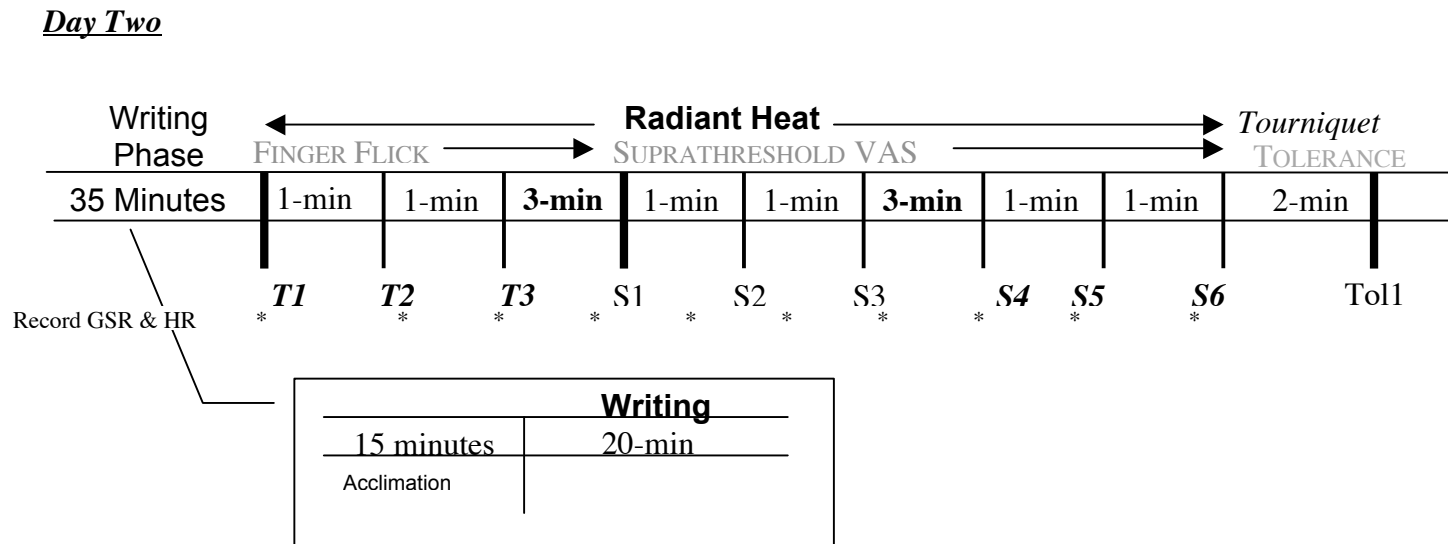 Day Two
Writing Phase
Radiant Heat
Tourniquet
FINGER FLICK
SUPRATHRESHOLD VAS
TOLERANCE
35 Minutes 1-min 1-min 3-min 1-min 1-min 3-min 1-min 1-min 2-min
T1 T2 T3 S1 S2 S3 S4 S5 S6 Tol1
Record GSR & HR * * * * * * * * * *
Writing
15 minutes 20-min
Acclimation